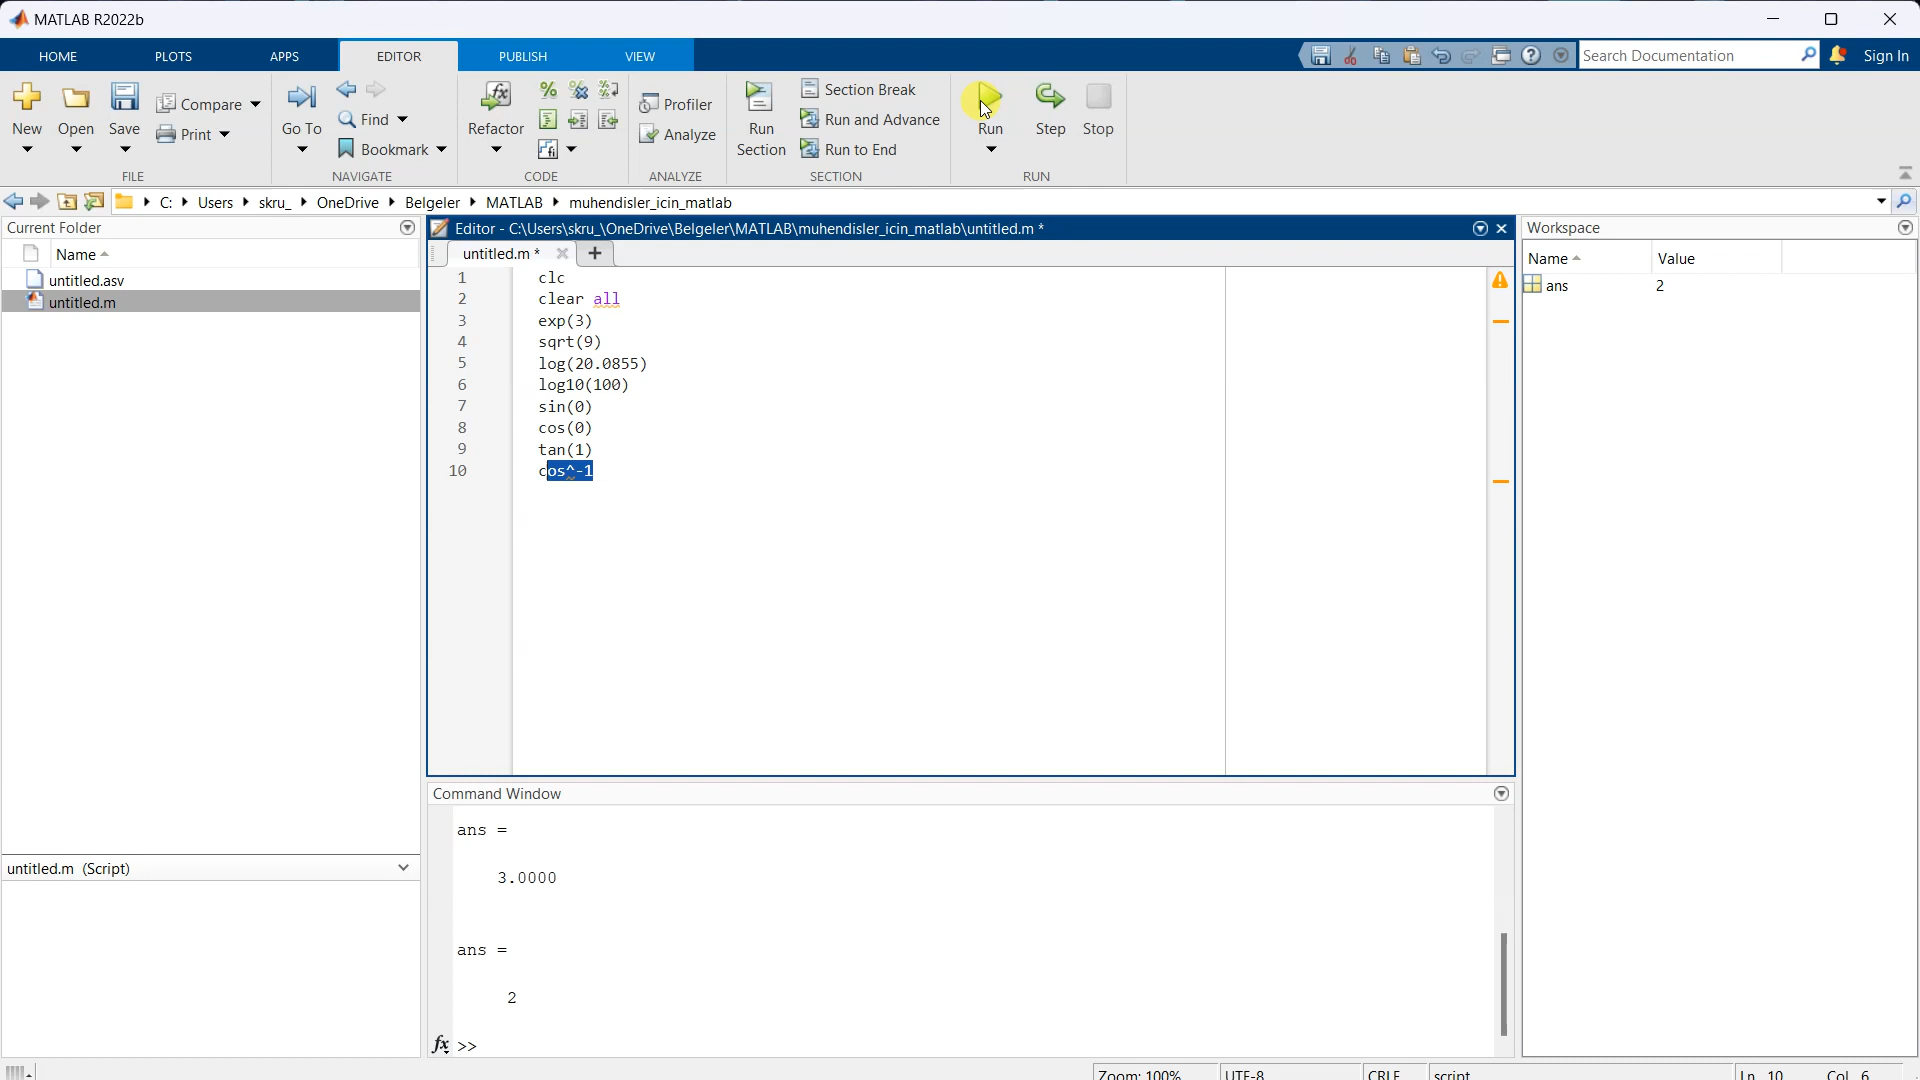 MATLAB R2022b
HOME PLOTS APPS EDITOR PUBLISH VIEW Search Documentation Sign In
New Open Save Compare Print
Go To Find Bookmark
Refactor Profiler Analyze
Run Section Section Break Run and Advance Run to End
Run Step Stop
FILE NAVIGATE CODE ANALYZE SECTION RUN
C: Users skru_ OneDrive Belgeler MATLAB muhendisler_icin_matlab
Current Folder
Name
untitled.asv
untitled.m
untitled.m (Script)
Editor - C:\Users\skru_\OneDrive\Belgeler\MATLAB\muhendisler_icin_matlab\untitled.m *
untitled.m *
1 clc
2 clear all
3 exp(3)
4 sqrt(9)
5 log(20.0855)
6 log10(100)
7 sin(0)
8 cos(0)
9 tan(1)
10 cos^-1
Command Window
ans =
3.0000
ans =
2
fx >>
Workspace
Name Value
ans 2
Zoom: 100% UTF-8 CRLF script Ln 10 Col 6